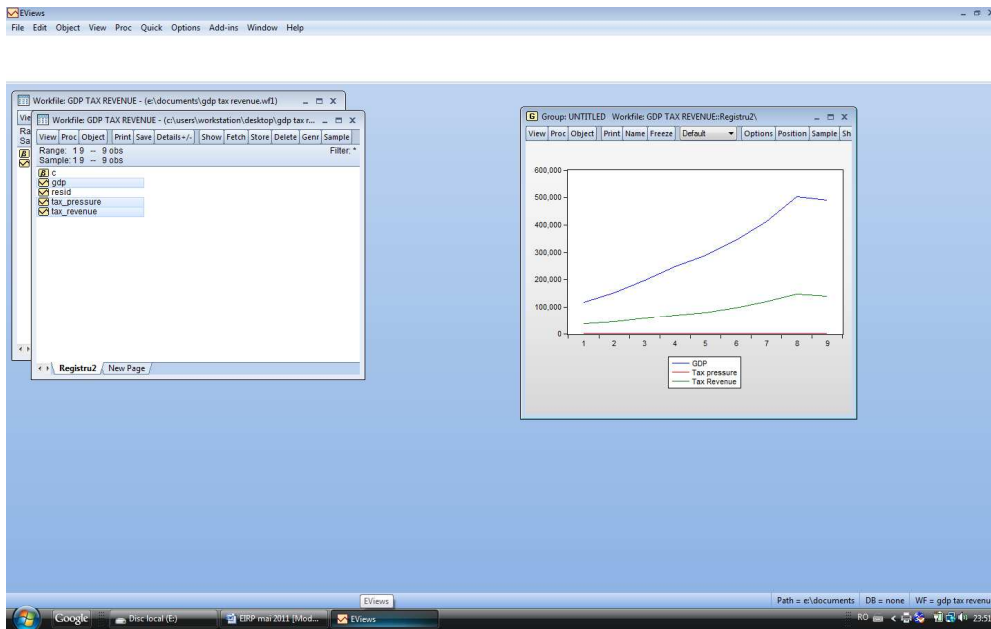 EViews
File Edit Object View Proc Quick Options Add-ins Window Help
Workfile: GDP TAX REVENUE - (e:\documents\gdp tax revenue.wf1)
Vie
Ra
Sa
Workfile: GDP TAX REVENUE - (c:\users\workstation\desktop\gdp tax r...
View Proc Object Print Save Details+/- Show Fetch Store Delete Genr Sample
Range: 1 9 -- 9 obs Filter: *
Sample: 1 9 -- 9 obs
c
gdp
resid
tax_pressure
tax_revenue
Registru2 New Page
Group: UNTITLED Workfile: GDP TAX REVENUE::Registru2\
View Proc Object Print Name Freeze Default Options Position Sample Sh
600,000
500,000
400,000
300,000
200,000
100,000
0
1 2 3 4 5 6 7 8 9
GDP
Tax pressure
Tax Revenue
EViews
Path = e:\documents DB = none WF = gdp tax revenu
Google Disc local (E:) EIRP mai 2011 [Mod... EViews RO 23:51